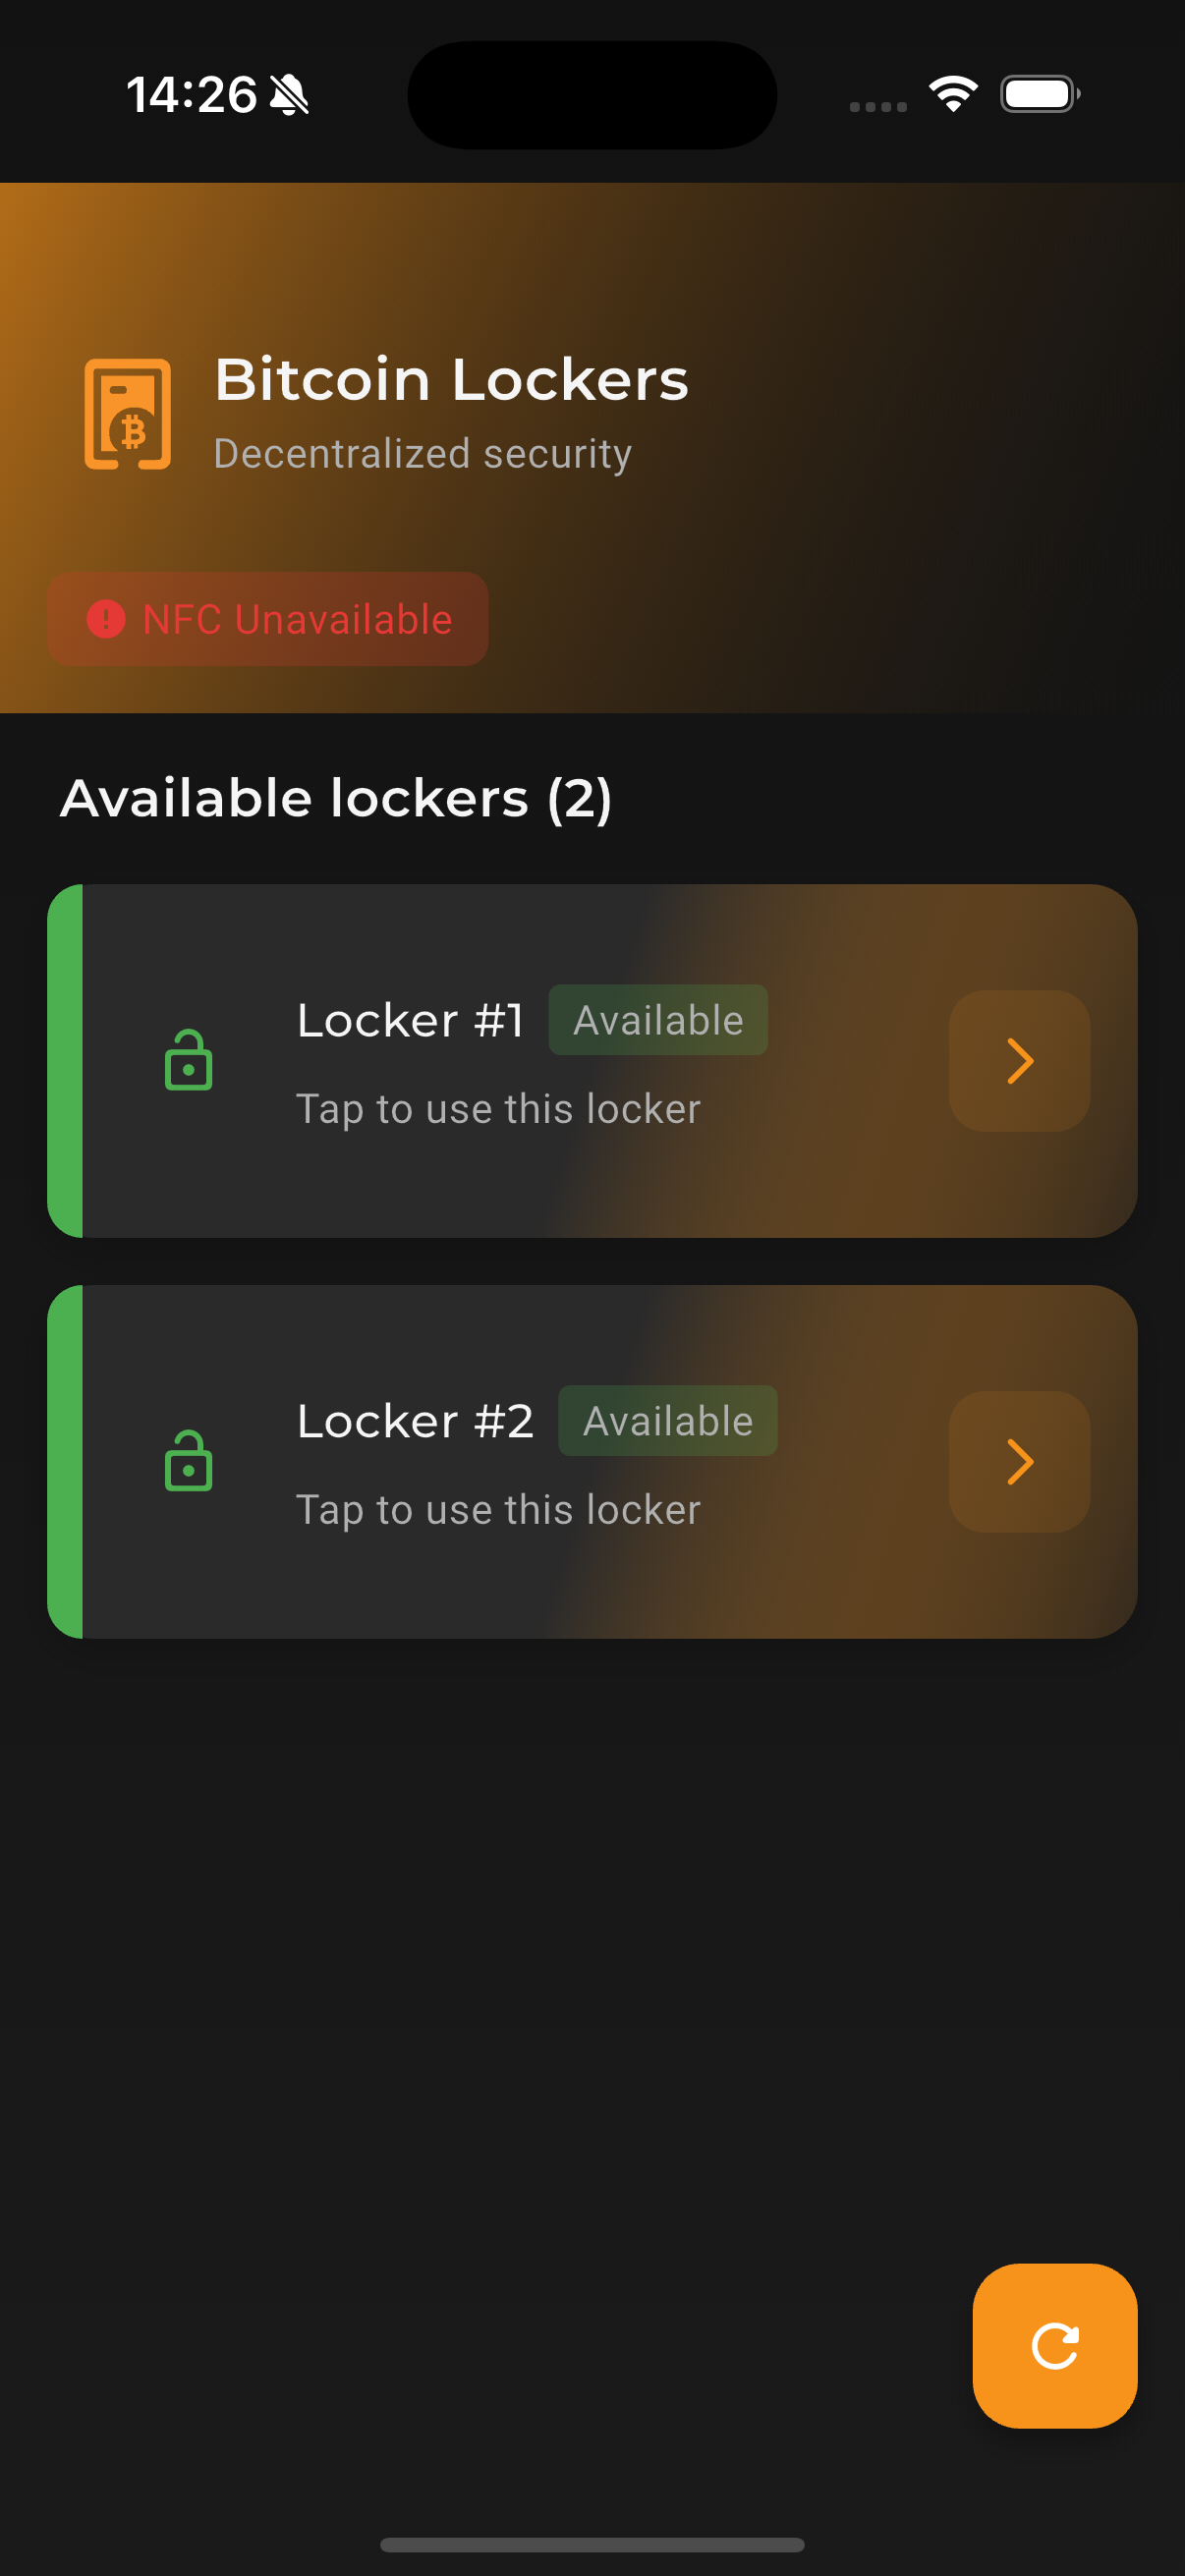 14:26
Bitcoin Lockers
Decentralized security
NFC Unavailable
Available lockers (2)
Locker #1 Available
Tap to use this locker
Locker #2 Available
Tap to use this locker